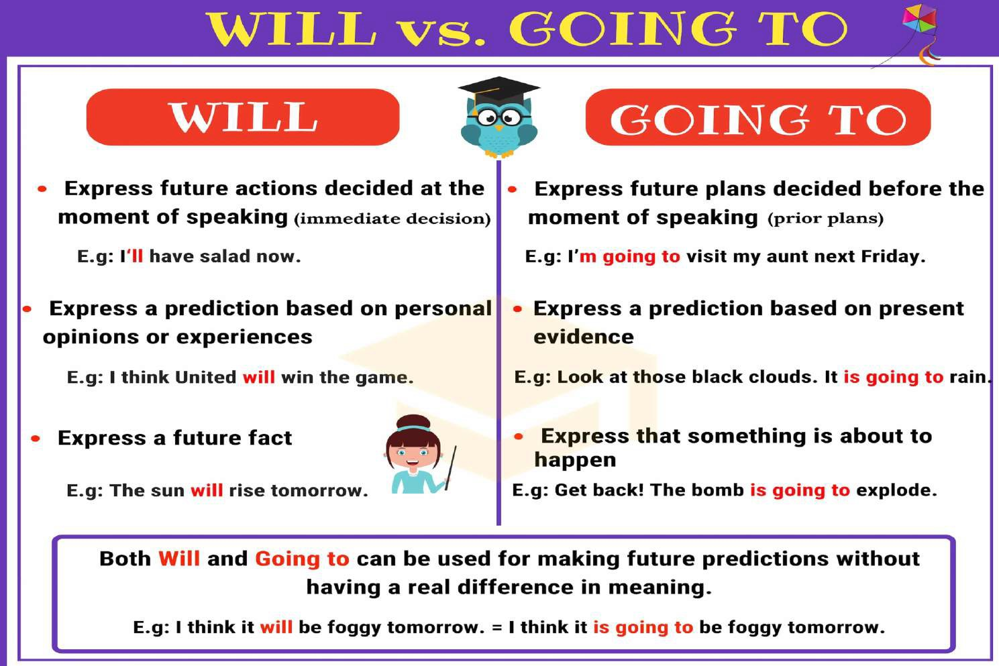 WILL vs. GOING TO
WILL
• Express future actions decided at the
moment of speaking (immediate decision)
E.g: I‘ll have salad now.
• Express a prediction based on personal
opinions or experiences
E.g: I think United will win the game.
• Express a future fact
E.g: The sun will rise tomorrow.
GOING TO
• Express future plans decided before the
moment of speaking (prior plans)
E.g: I’m going to visit my aunt next Friday.
• Express a prediction based on present
evidence
E.g: Look at those black clouds. It is going to rain.
• Express that something is about to
happen
E.g: Get back! The bomb is going to explode.
Both Will and Going to can be used for making future predictions without
having a real difference in meaning.
E.g: I think it will be foggy tomorrow. = I think it is going to be foggy tomorrow.